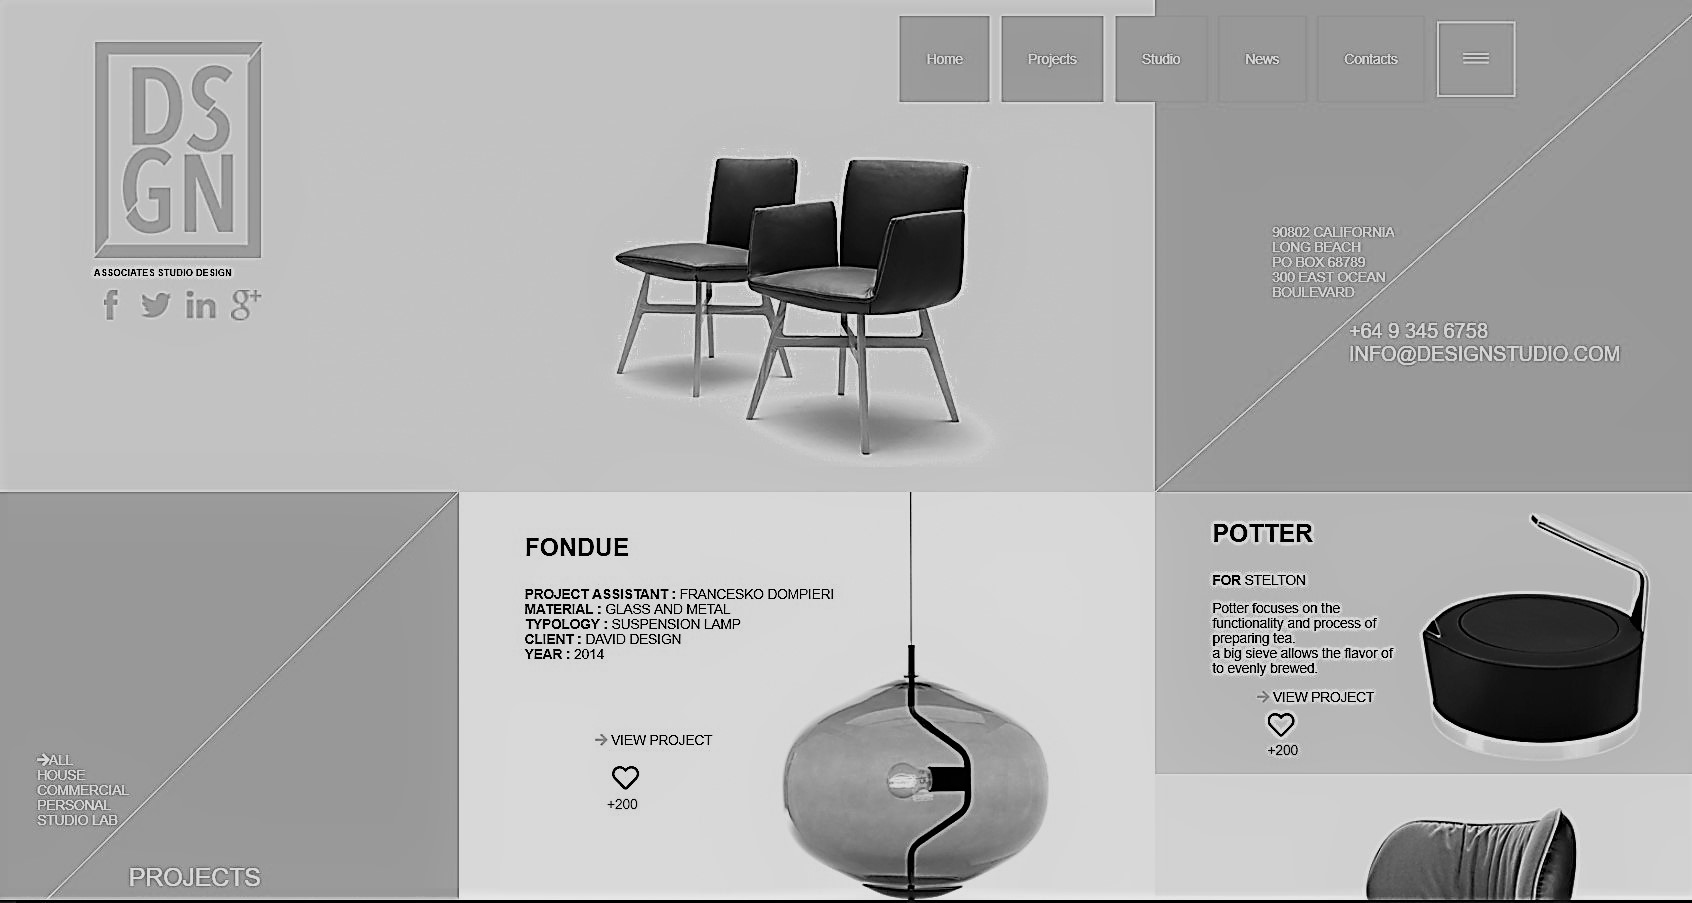 Home
Projects
Studio
News
Contacts
DS
GN
ASSOCIATES STUDIO DESIGN
f in g+
90802 CALIFORNIA
LONG BEACH
PO BOX 68789
300 EAST OCEAN
BOULEVARD
+64 9 345 6758
INFO@DESIGNSTUDIO.COM
ALL
HOUSE
COMMERCIAL
PERSONAL
STUDIO LAB
PROJECTS
FONDUE
PROJECT ASSISTANT : FRANCESKO DOMPIERI
MATERIAL : GLASS AND METAL
TYPOLOGY : SUSPENSION LAMP
CLIENT : DAVID DESIGN
YEAR : 2014
VIEW PROJECT
+200
POTTER
FOR STELTON
Potter focuses on the
functionality and process of
preparing tea.
a big sieve allows the flavor of
to evenly brewed.
VIEW PROJECT
+200